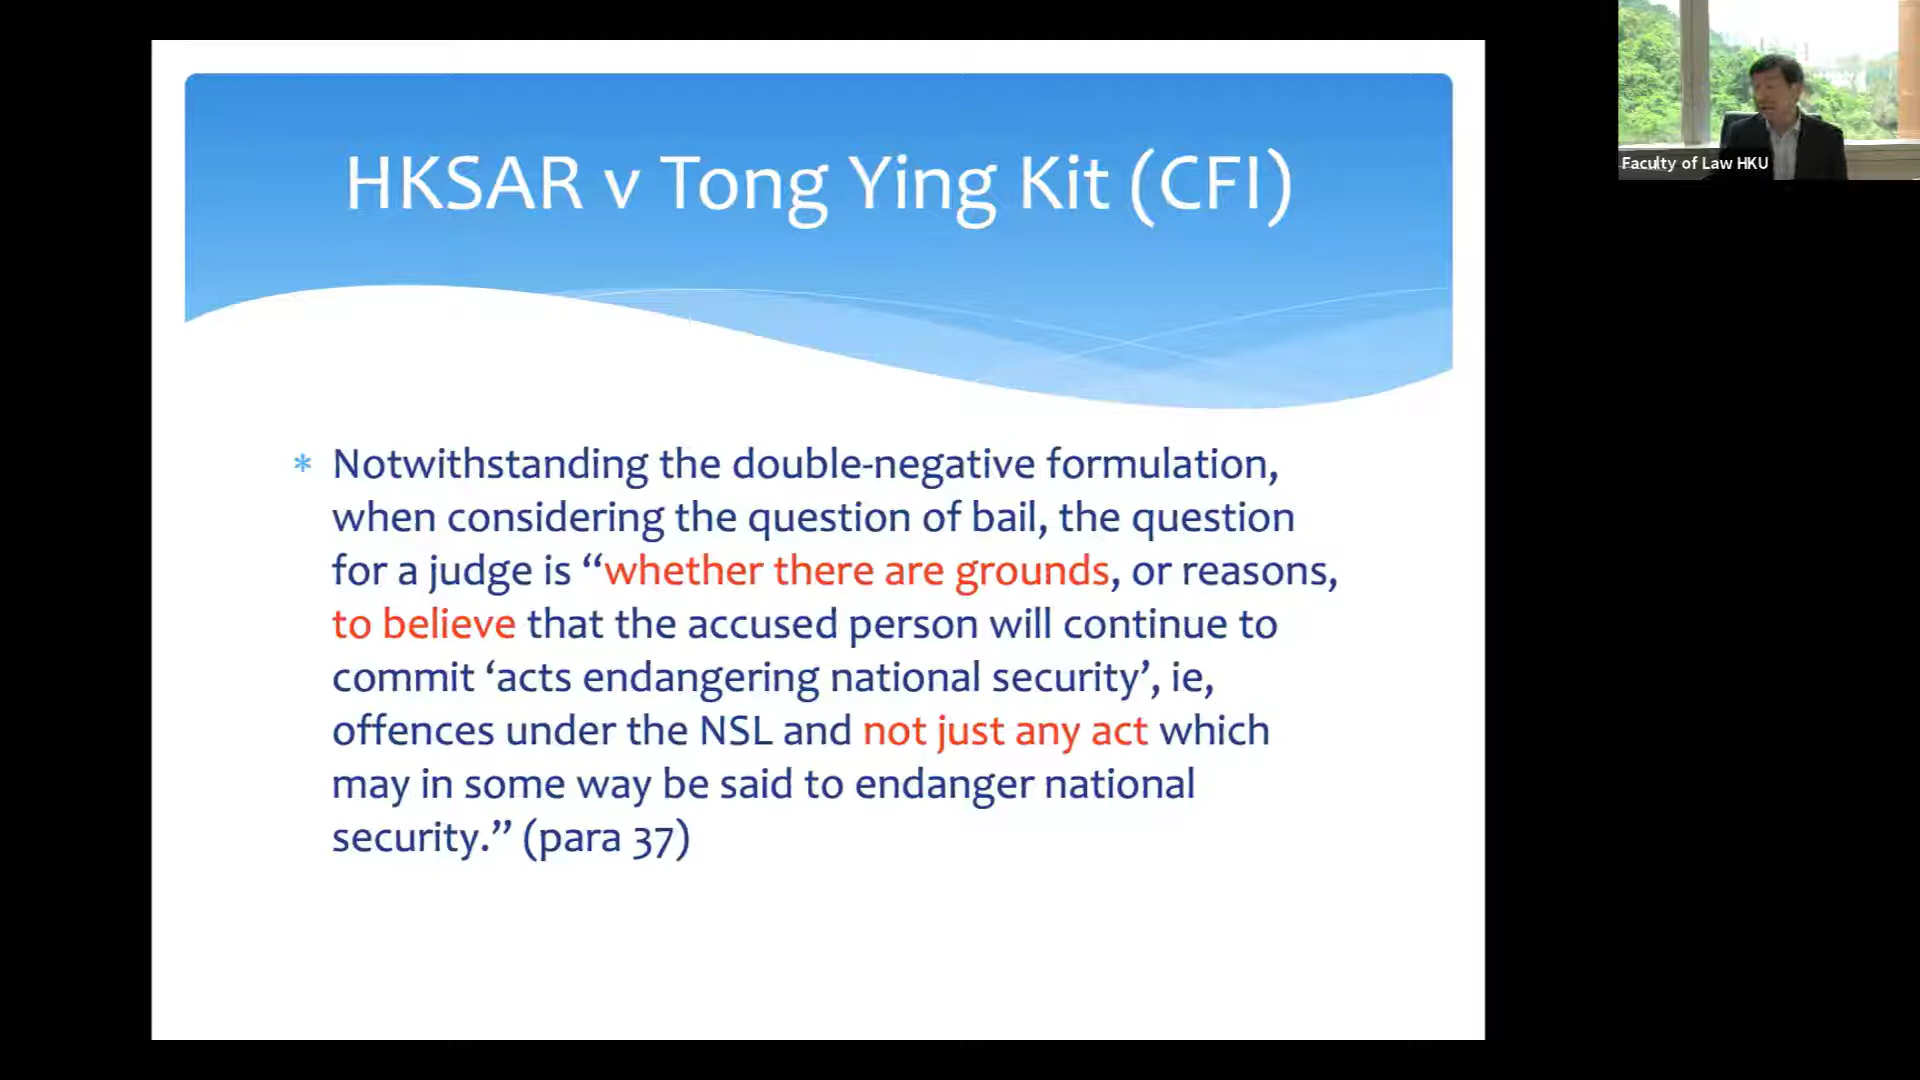 HKSAR v Tong Ying Kit (CFI)
Faculty of Law HKU
* Notwithstanding the double-negative formulation,
when considering the question of bail, the question
for a judge is “whether there are grounds, or reasons,
to believe that the accused person will continue to
commit ‘acts endangering national security’, ie,
offences under the NSL and not just any act which
may in some way be said to endanger national
security.” (para 37)